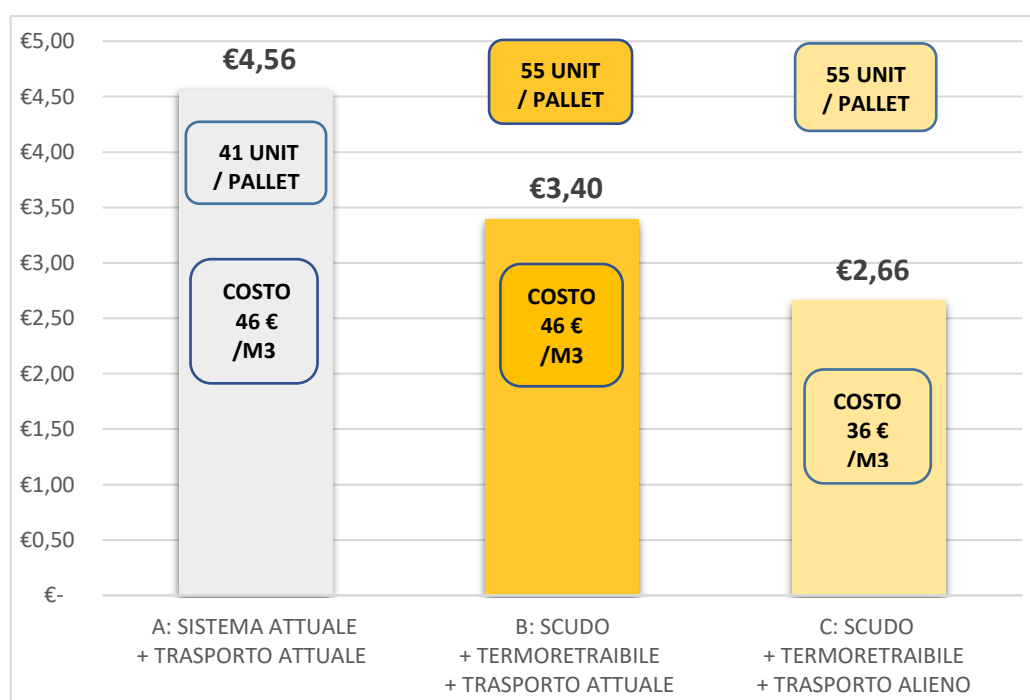 €5,00
€4,50
€4,00
€3,50
€3,00
€2,50
€2,00
€1,50
€1,00
€0,50
€-
€4,56
41 UNIT
/ PALLET
COSTO
46 €
/M3
55 UNIT
/ PALLET
€3,40
COSTO
46 €
/M3
55 UNIT
/ PALLET
€2,66
COSTO
36 €
/M3
A: SISTEMA ATTUALE
+ TRASPORTO ATTUALE
B: SCUDO
+ TERMORETRAIBILE
+ TRASPORTO ATTUALE
C: SCUDO
+ TERMORETRAIBILE
+ TRASPORTO ALIENO